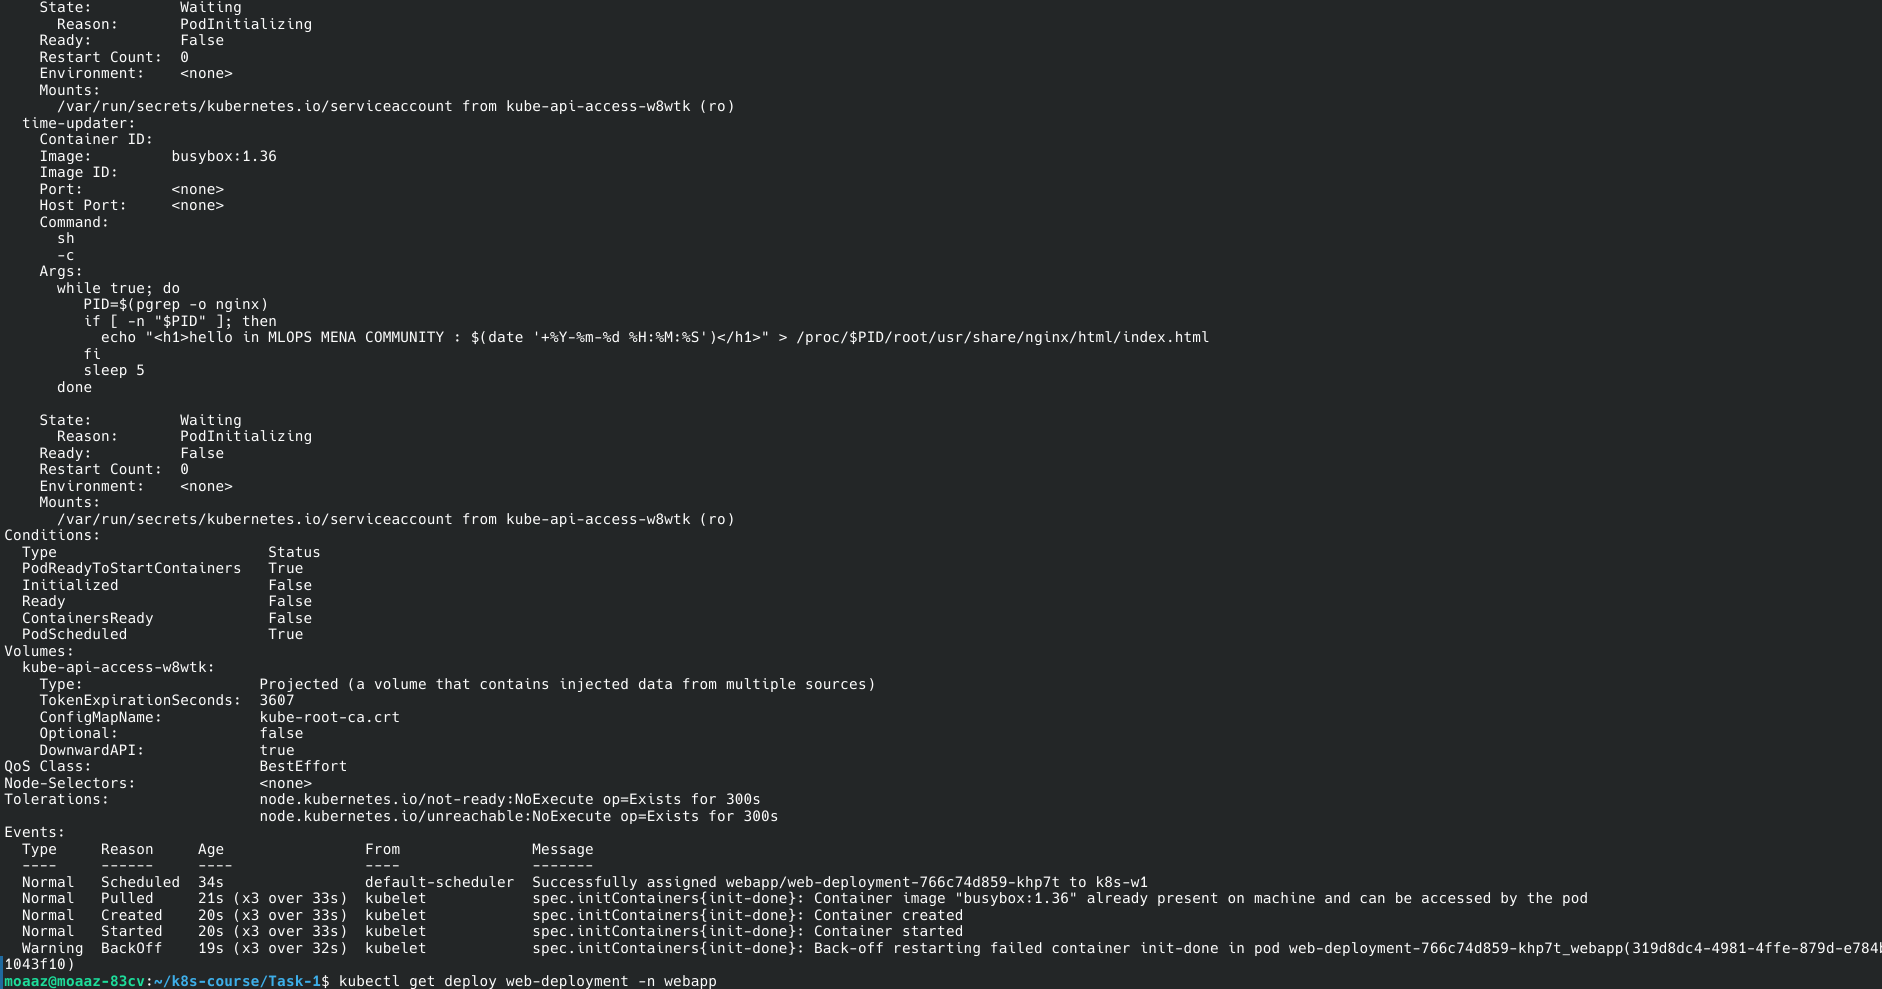 State:          Waiting
      Reason:       PodInitializing
    Ready:          False
    Restart Count:  0
    Environment:    <none>
    Mounts:
      /var/run/secrets/kubernetes.io/serviceaccount from kube-api-access-w8wtk (ro)
  time-updater:
    Container ID:
    Image:         busybox:1.36
    Image ID:
    Port:          <none>
    Host Port:     <none>
    Command:
      sh
      -c
    Args:
      while true; do
         PID=$(pgrep -o nginx)
         if [ -n "$PID" ]; then
           echo "<h1>hello in MLOPS MENA COMMUNITY : $(date '+%Y-%m-%d %H:%M:%S')</h1>" > /proc/$PID/root/usr/share/nginx/html/index.html
         fi
         sleep 5
      done
    State:          Waiting
      Reason:       PodInitializing
    Ready:          False
    Restart Count:  0
    Environment:    <none>
    Mounts:
      /var/run/secrets/kubernetes.io/serviceaccount from kube-api-access-w8wtk (ro)
Conditions:
  Type                        Status
  PodReadyToStartContainers   True
  Initialized                 False
  Ready                       False
  ContainersReady             False
  PodScheduled                True
Volumes:
  kube-api-access-w8wtk:
    Type:                    Projected (a volume that contains injected data from multiple sources)
    TokenExpirationSeconds:  3607
    ConfigMapName:           kube-root-ca.crt
    Optional:                false
    DownwardAPI:             true
QoS Class:                   BestEffort
Node-Selectors:              <none>
Tolerations:                 node.kubernetes.io/not-ready:NoExecute op=Exists for 300s
                             node.kubernetes.io/unreachable:NoExecute op=Exists for 300s
Events:
  Type     Reason     Age                From               Message
  ----     ------     ----               ----               -------
  Normal   Scheduled  34s                default-scheduler  Successfully assigned webapp/web-deployment-766c74d859-khp7t to k8s-w1
  Normal   Pulled     21s (x3 over 33s)  kubelet            spec.initContainers{init-done}: Container image "busybox:1.36" already present on machine and can be accessed by the pod
  Normal   Created    20s (x3 over 33s)  kubelet            spec.initContainers{init-done}: Container created
  Normal   Started    20s (x3 over 33s)  kubelet            spec.initContainers{init-done}: Container started
  Warning  BackOff    19s (x3 over 32s)  kubelet            spec.initContainers{init-done}: Back-off restarting failed container init-done in pod web-deployment-766c74d859-khp7t_webapp(319d8dc4-4981-4ffe-879d-e784b
1043f10)
moaaz@moaaz-83cv:~/k8s-course/Task-1$ kubectl get deploy web-deployment -n webapp